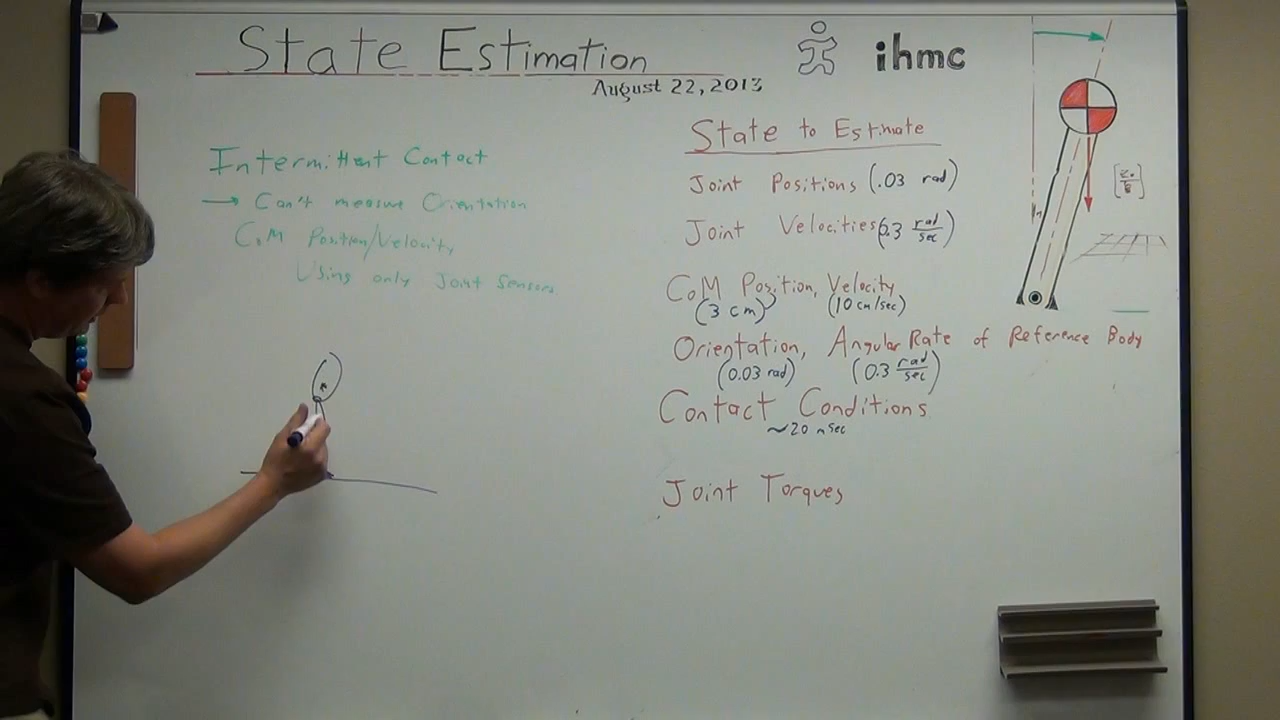 State Estimation
August 22, 2013
ihmc
Intermittent Contact
→ Can't measure Orientation
CoM Position/Velocity
Using only Joint Sensors
State to Estimate
Joint Positions (.03 rad)
Joint Velocities (0.3 rad/sec)
CoM Position, Velocity
(3 cm) (10 cm/sec)
Orientation, Angular Rate of Reference Body
(0.03 rad) (0.3 rad/sec)
Contact Conditions
~20 msec
Joint Torques